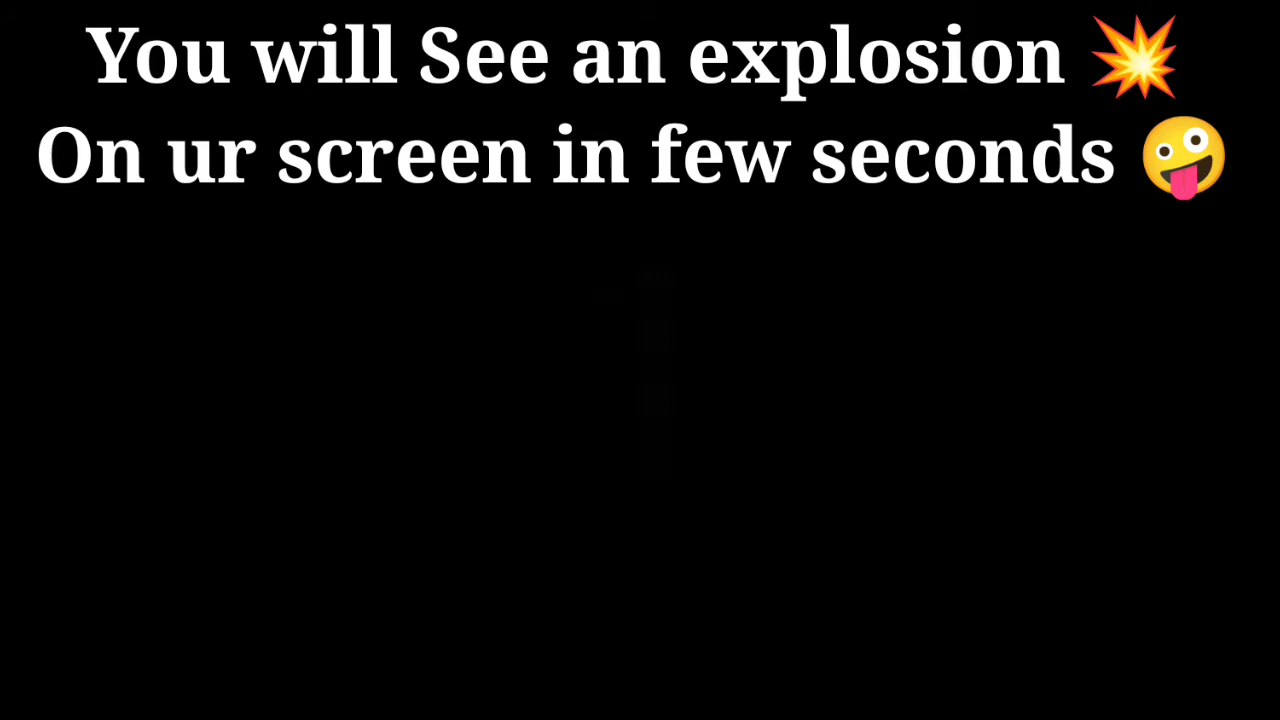 You will See an explosion 💥
On ur screen in few seconds 🤪